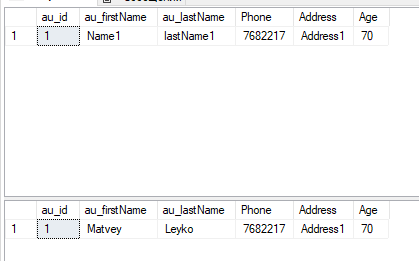 au_id au_firstName au_lastName Phone Address Age
1 1 Name1 lastName1 7682217 Address1 70
au_id au_firstName au_lastName Phone Address Age
1 1 Matvey Leyko 7682217 Address1 70